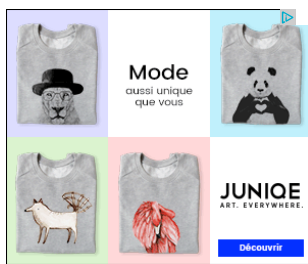 Mode
aussi unique
que vous
JUNIQE
ART. EVERYWHERE.
Découvrir